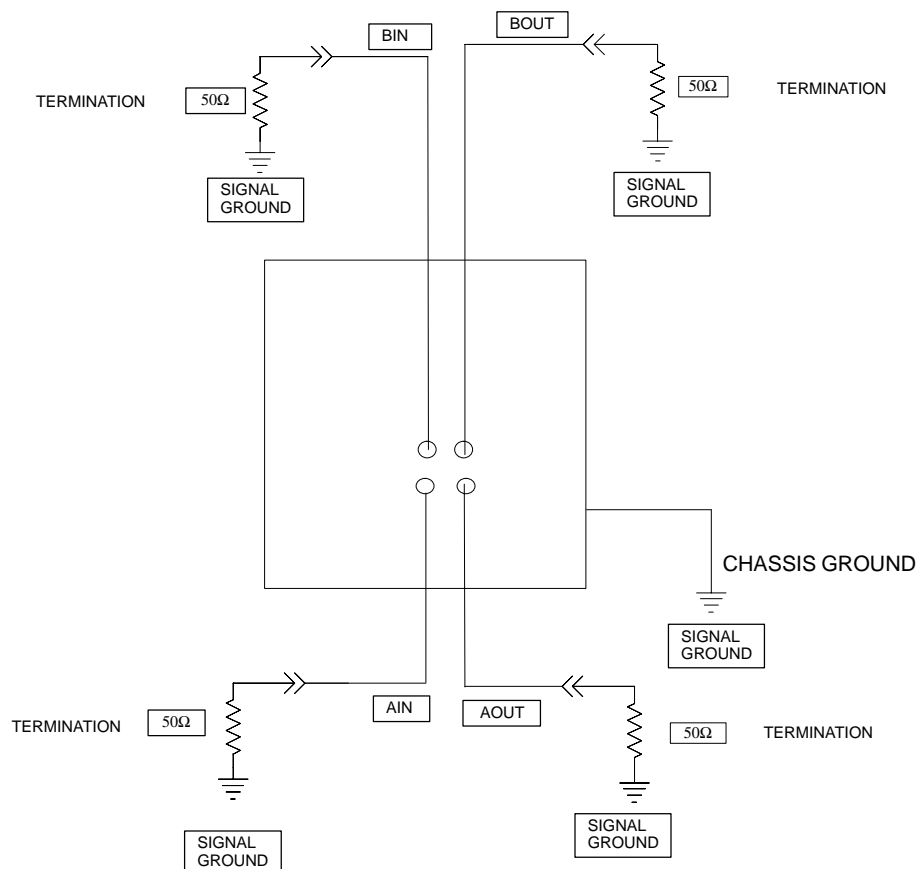 BIN
BOUT
TERMINATION
50Ω
50Ω
TERMINATION
SIGNAL
GROUND
SIGNAL
GROUND
CHASSIS GROUND
SIGNAL
GROUND
AIN
AOUT
TERMINATION
50Ω
50Ω
TERMINATION
SIGNAL
GROUND
SIGNAL
GROUND